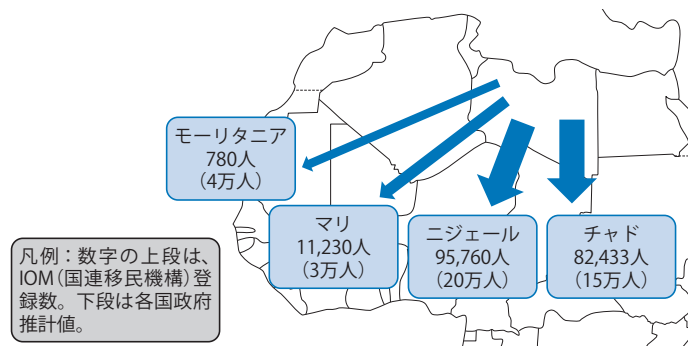 モーリタニア
780人
（4万人）
マリ
11,230人
（3万人）
ニジェール
95,760人
（20万人）
チャド
82,433人
（15万人）
凡例：数字の上段は、
IOM（国連移民機構）登
録数。下段は各国政府
推計値。